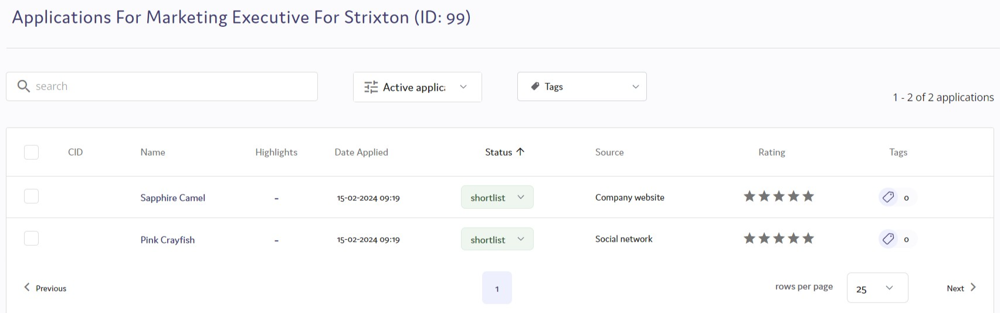 Applications For Marketing Executive For Strixton (ID: 99)
search
Active applic
Tags
1 - 2 of 2 applications
CID Name Highlights Date Applied Status Source Rating Tags
Sapphire Camel - 15-02-2024 09:19 shortlist Company website 0
Pink Crayfish - 15-02-2024 09:19 shortlist Social network 0
Previous 1 rows per page 25 Next